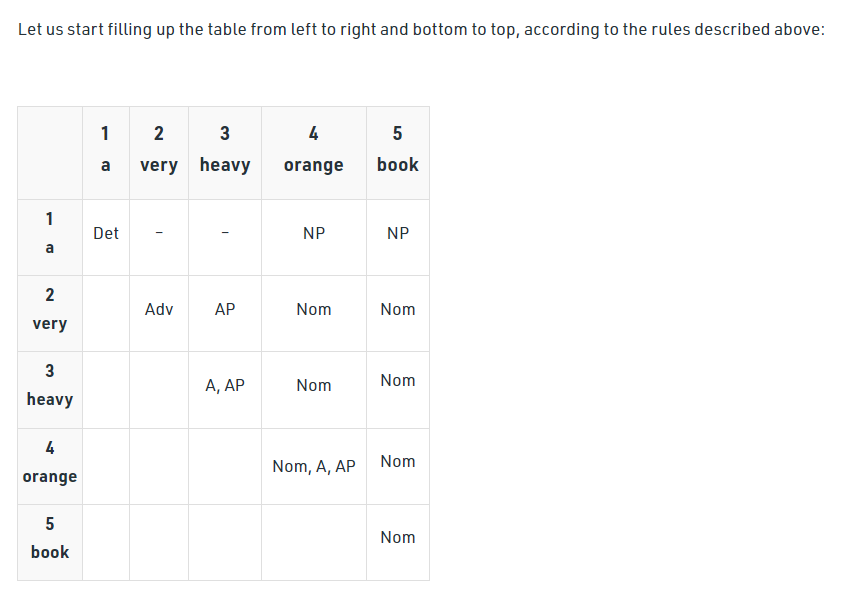 Let us start filling up the table from left to right and bottom to top, according to the rules described above:
1 2 3 4 5
a very heavy orange book
1
a Det – – NP NP
2
very Adv AP Nom Nom
3
heavy A, AP Nom Nom
4
orange Nom, A, AP Nom
5
book Nom